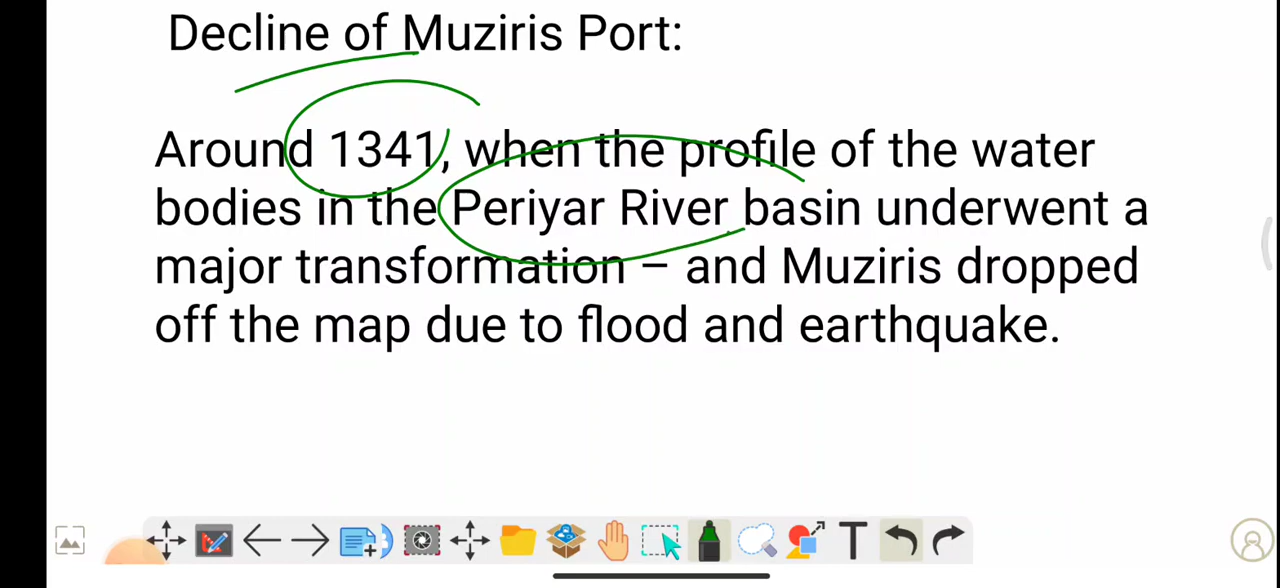 Decline of Muziris Port:
Around 1341, when the profile of the water
bodies in the Periyar River basin underwent a
major transformation – and Muziris dropped
off the map due to flood and earthquake.